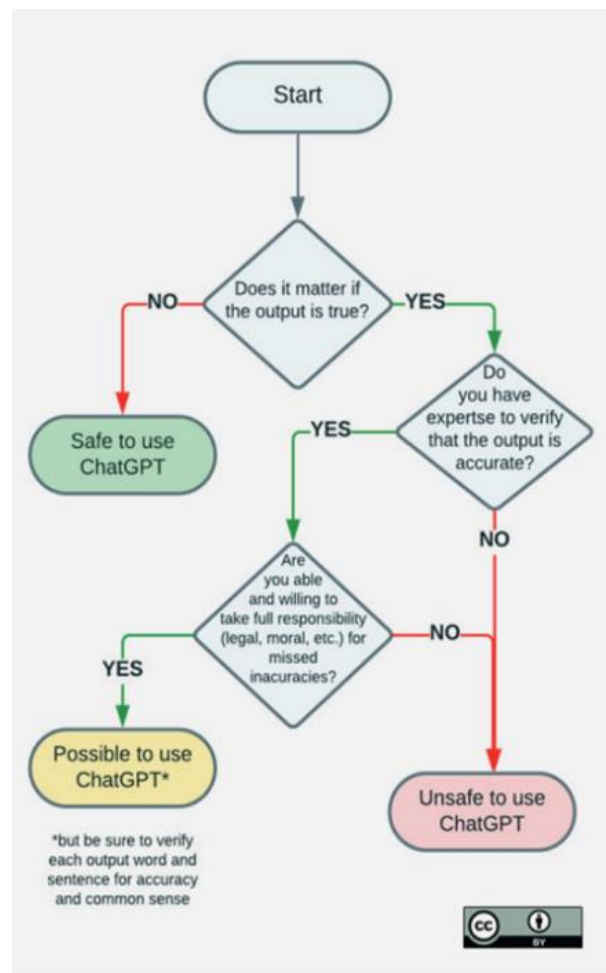 Start
Does it matter if
the output is true?
NO
YES
Safe to use
ChatGPT
Do
you have
expertse to verify
that the output is
accurate?
YES
NO
Are
you able
and willing to
take full responsibility
(legal, moral, etc.) for
missed
inacuracies?
YES
NO
Possible to use
ChatGPT*
*but be sure to verify
each output word and
sentence for accuracy
and common sense
Unsafe to use
ChatGPT
cc
BY